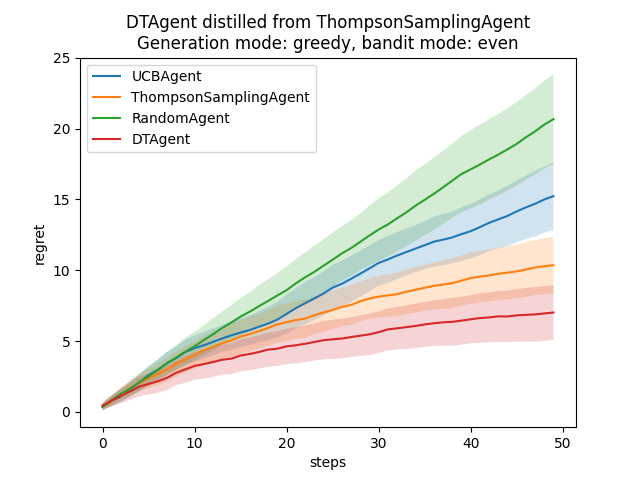 DTAgent distilled from ThompsonSamplingAgent
Generation mode: greedy, bandit mode: even
UCBAgent
ThompsonSamplingAgent
RandomAgent
DTAgent
regret
25
20
15
10
5
0
0 10 20 30 40 50
steps